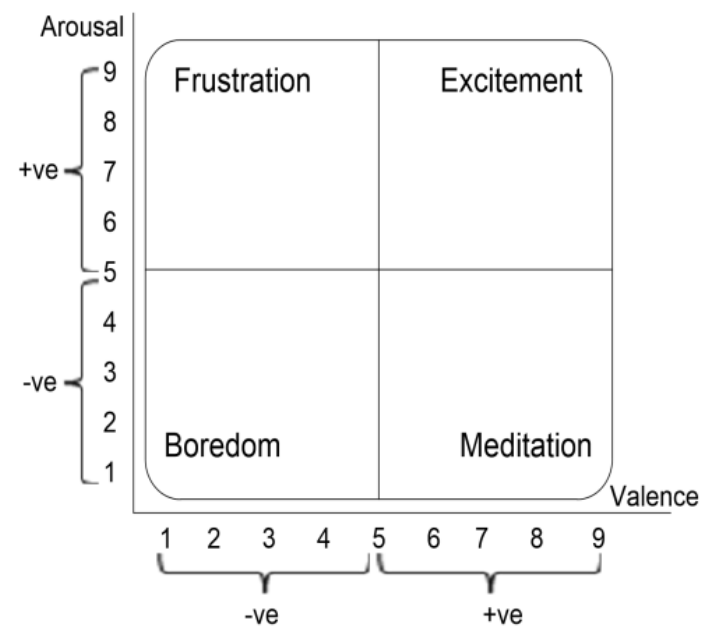 Arousal
9
Frustration Excitement
8
+ve 7
6
5
4
-ve 3
2
Boredom Meditation
1
Valence
1 2 3 4 5 6 7 8 9
-ve +ve